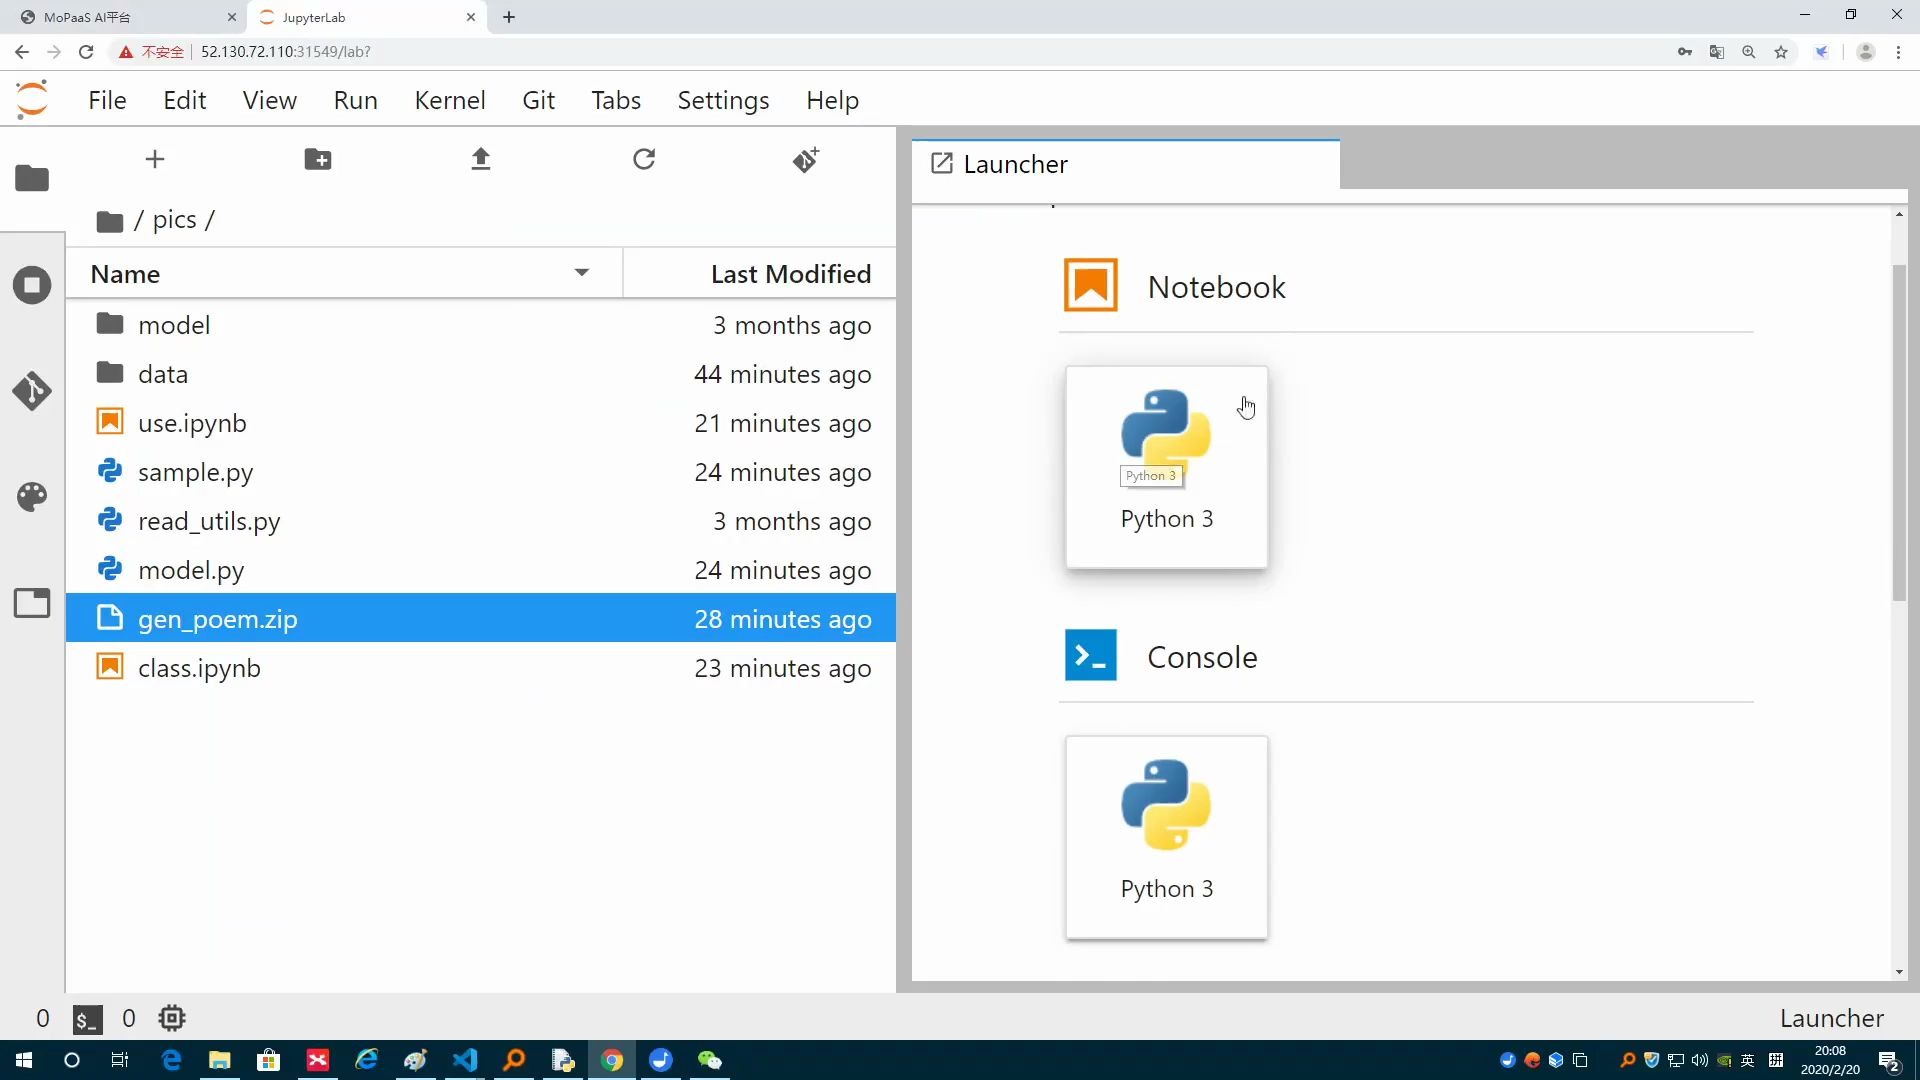 MoPaaS AI平台
JupyterLab
不安全 52.130.72.110:31549/lab?
File Edit View Run Kernel Git Tabs Settings Help
/ pics /
Name Last Modified
model 3 months ago
data 44 minutes ago
use.ipynb 21 minutes ago
sample.py 24 minutes ago
read_utils.py 3 months ago
model.py 24 minutes ago
gen_poem.zip 28 minutes ago
class.ipynb 23 minutes ago
Launcher
Notebook
Python 3
Python 3
Console
Python 3
0 $_ 0 Launcher
英 拼
20:08
2020/2/20
2